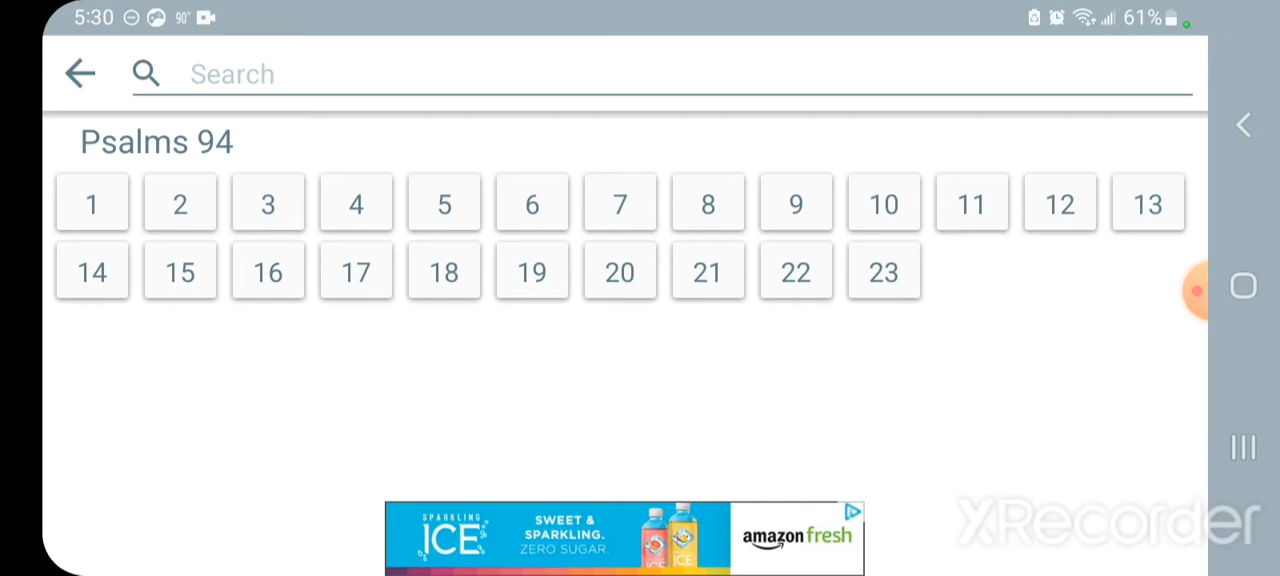 5:30 90° 61%
Search
Psalms 94
1 2 3 4 5 6 7 8 9 10 11 12 13
14 15 16 17 18 19 20 21 22 23
SPARKLING
ICE
SWEET &
SPARKLING.
ZERO SUGAR.
ICE ICE
amazon fresh
XRecorder